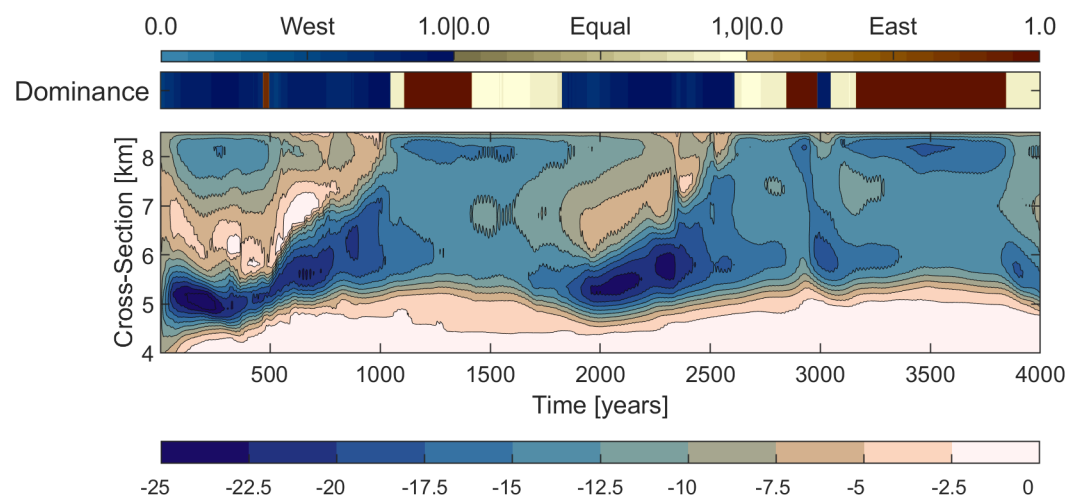 0.0 West 1.0|0.0 Equal 1,0|0.0 East 1.0
Dominance
Cross-Section [km]
8
7
6
5
4
500 1000 1500 2000 2500 3000 3500 4000
Time [years]
-25 -22.5 -20 -17.5 -15 -12.5 -10 -7.5 -5 -2.5 0